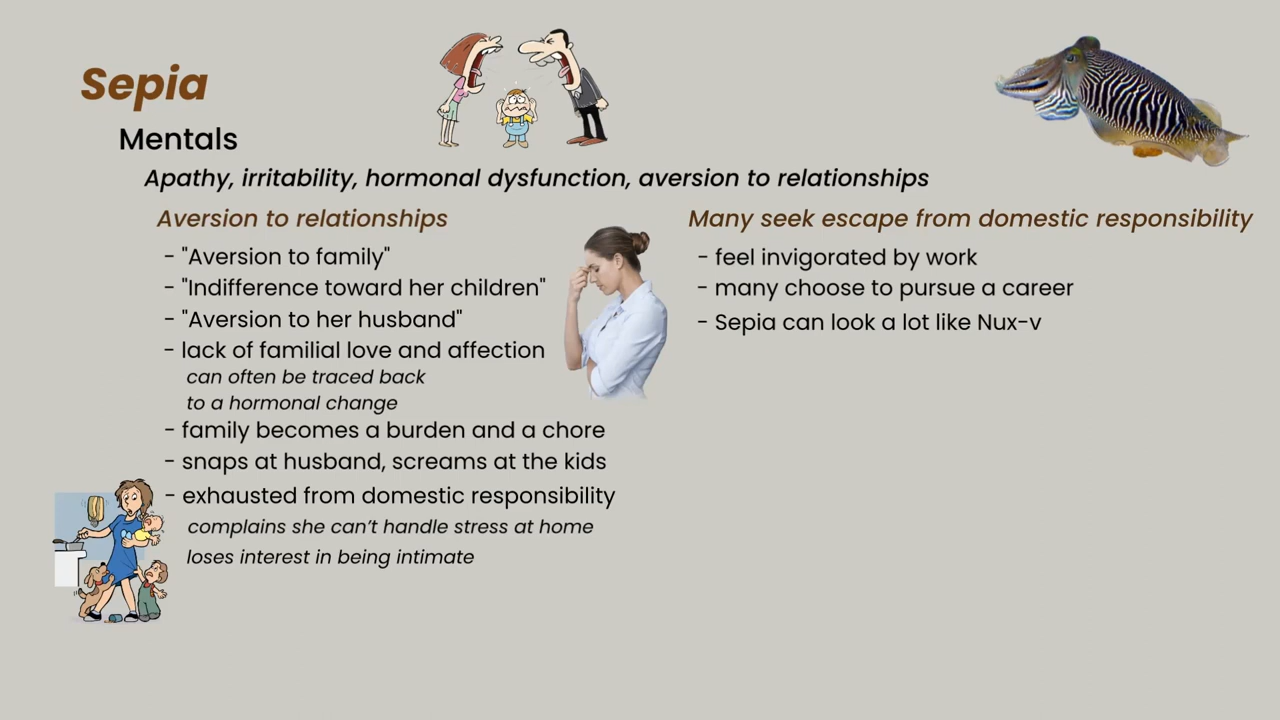 Sepia
Mentals
Apathy, irritability, hormonal dysfunction, aversion to relationships
Aversion to relationships
- "Aversion to family"
- "Indifference toward her children"
- "Aversion to her husband"
- lack of familial love and affection
can often be traced back
to a hormonal change
- family becomes a burden and a chore
- snaps at husband, screams at the kids
- exhausted from domestic responsibility
complains she can’t handle stress at home
loses interest in being intimate
Many seek escape from domestic responsibility
- feel invigorated by work
- many choose to pursue a career
- Sepia can look a lot like Nux-v